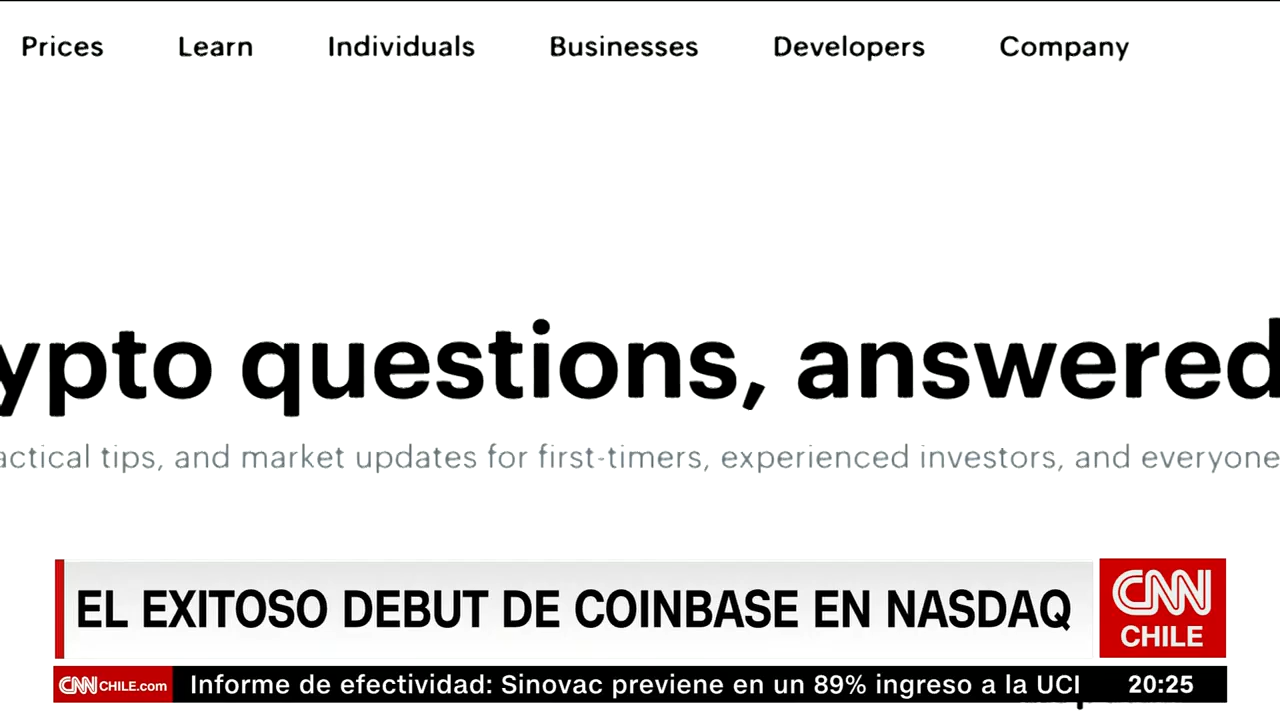 Prices Learn Individuals Businesses Developers Company
ypto questions, answered
actical tips, and market updates for first-timers, experienced investors, and everyone
EL EXITOSO DEBUT DE COINBASE EN NASDAQ
CNN
CHILE
CNN CHILE.com Informe de efectividad: Sinovac previene en un 89% ingreso a la UCI 20:25